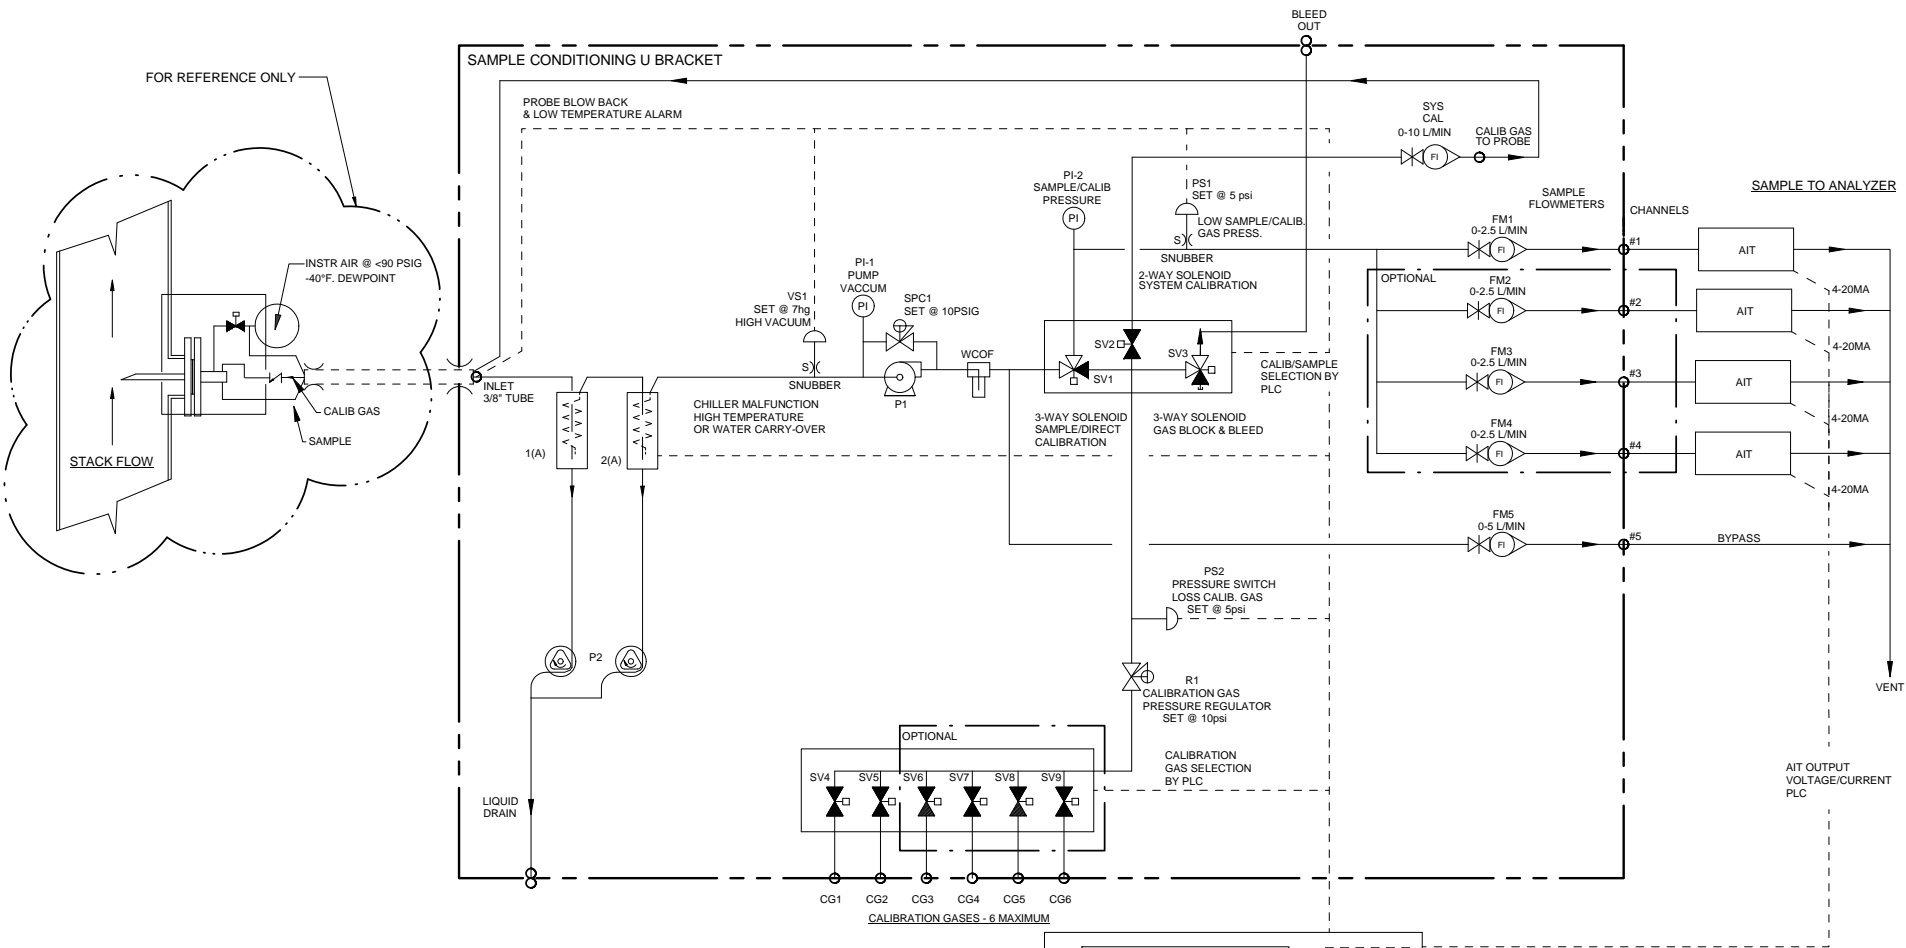 BLEED
OUT
SAMPLE CONDITIONING U BRACKET
FOR REFERENCE ONLY
PROBE BLOW BACK
& LOW TEMPERATURE ALARM
SYS
CAL
0-10 L/MIN
FI
CALIB GAS
TO PROBE
PI-2
SAMPLE/CALIB
PRESSURE
PI
PS1
SET @ 5 psi
LOW SAMPLE/CALIB.
GAS PRESS.
S
SNUBBER
SAMPLE
FLOWMETERS
CHANNELS
SAMPLE TO ANALYZER
FM1
0-2.5 L/MIN
FI
#1
AIT
4-20MA
OPTIONAL
FM2
0-2.5 L/MIN
FI
#2
AIT
4-20MA
FM3
0-2.5 L/MIN
FI
#3
AIT
4-20MA
FM4
0-2.5 L/MIN
FI
#4
AIT
4-20MA
FM5
0-5 L/MIN
FI
#5
BYPASS
VENT
INSTR AIR @ <90 PSIG
-40°F. DEWPOINT
CALIB GAS
SAMPLE
STACK FLOW
INLET
3/8" TUBE
VS1
SET @ 7hg
HIGH VACUUM
S
SNUBBER
PI-1
PUMP
VACCUM
PI
SPC1
SET @ 10PSIG
P1
WCOF
2-WAY SOLENOID
SYSTEM CALIBRATION
SV2
SV3
SV1
CALIB/SAMPLE
SELECTION BY
PLC
CHILLER MALFUNCTION
HIGH TEMPERATURE
OR WATER CARRY-OVER
3-WAY SOLENOID
SAMPLE/DIRECT
CALIBRATION
3-WAY SOLENOID
GAS BLOCK & BLEED
1(A)
2(A)
P2
PS2
PRESSURE SWITCH
LOSS CALIB. GAS
SET @ 5psi
R1
CALIBRATION GAS
PRESSURE REGULATOR
SET @ 10psi
OPTIONAL
CALIBRATION
GAS SELECTION
BY PLC
SV4
SV5
SV6
SV7
SV8
SV9
AIT OUTPUT
VOLTAGE/CURRENT
PLC
LIQUID
DRAIN
CG1
CG2
CG3
CG4
CG5
CG6
CALIBRATION GASES - 6 MAXIMUM